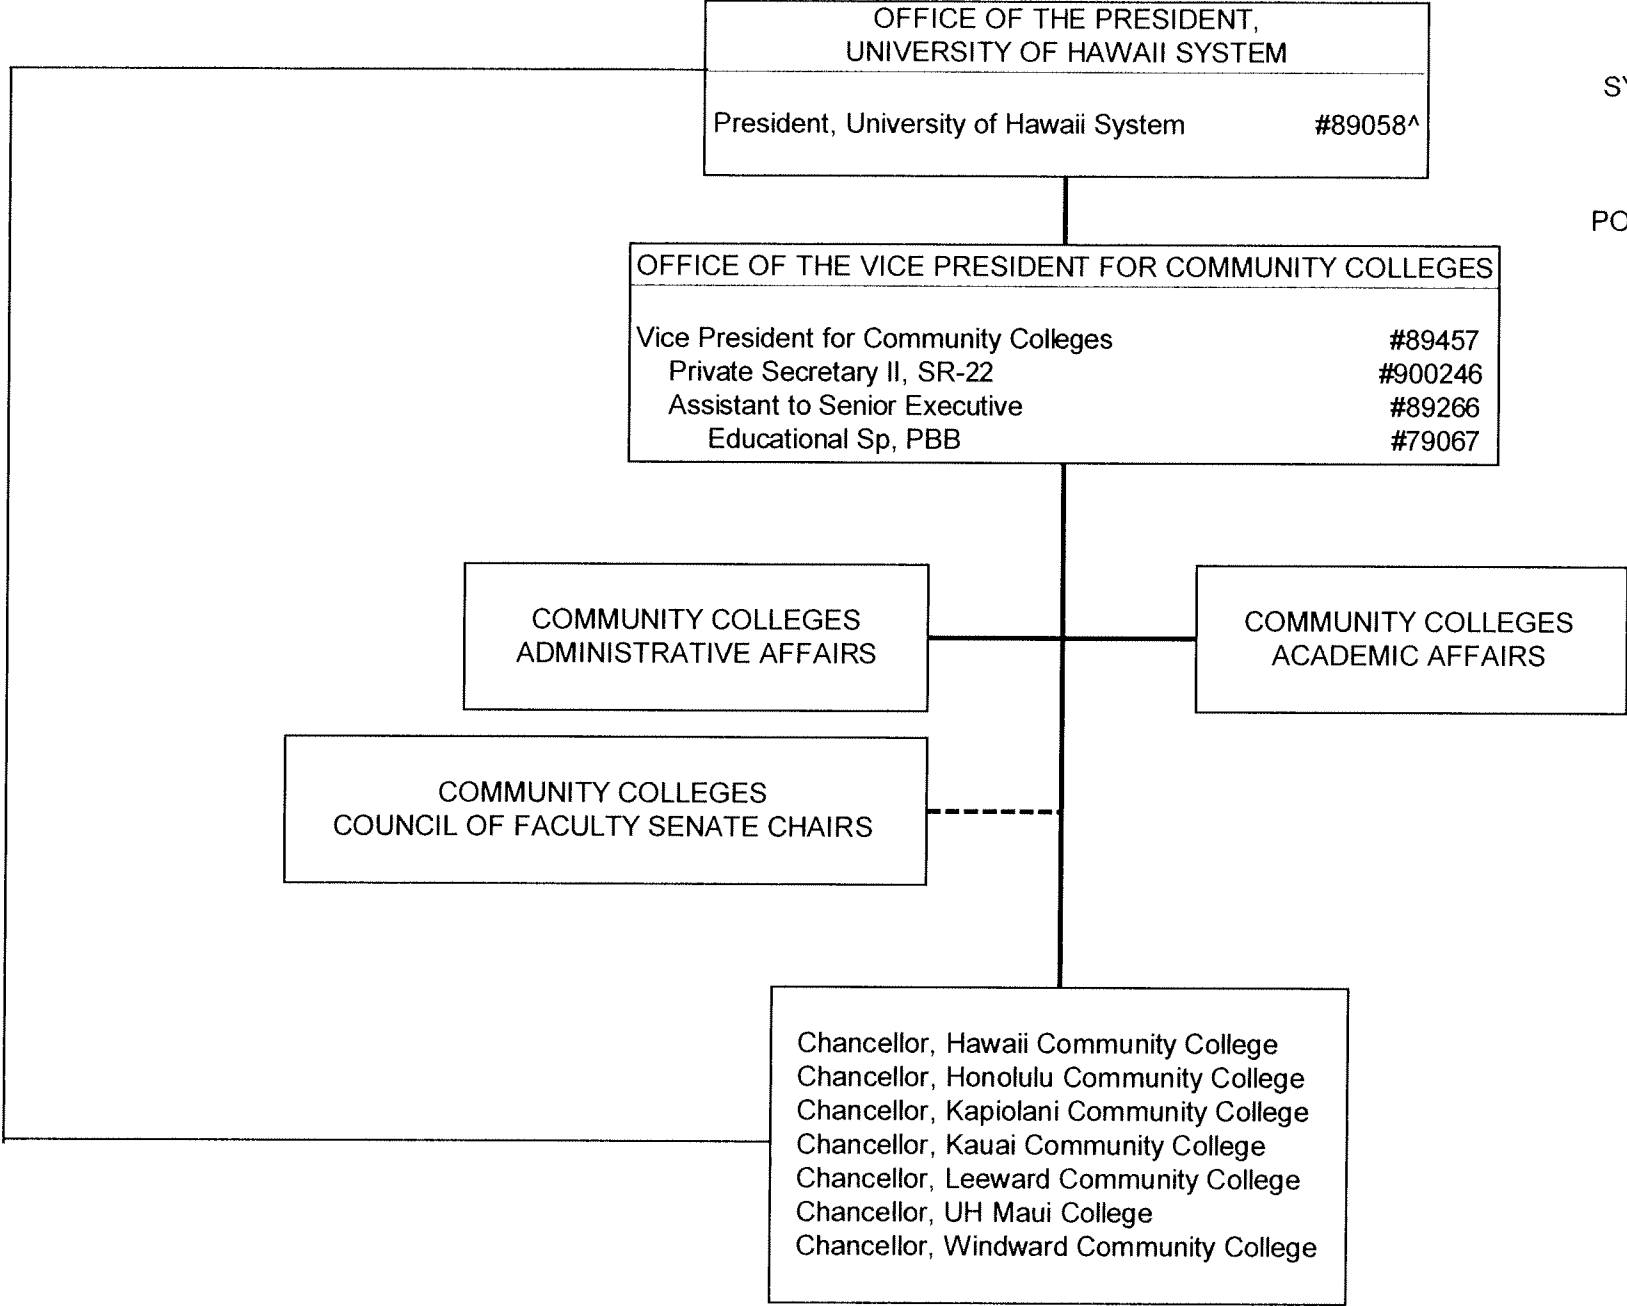 OFFICE OF THE PRESIDENT,
UNIVERSITY OF HAWAII SYSTEM
President, University of Hawaii System #89058^
OFFICE OF THE VICE PRESIDENT FOR COMMUNITY COLLEGES
Vice President for Community Colleges #89457
Private Secretary II, SR-22 #900246
Assistant to Senior Executive #89266
Educational Sp, PBB #79067
COMMUNITY COLLEGES
ADMINISTRATIVE AFFAIRS
COMMUNITY COLLEGES
ACADEMIC AFFAIRS
COMMUNITY COLLEGES
COUNCIL OF FACULTY SENATE CHAIRS
Chancellor, Hawaii Community College
Chancellor, Honolulu Community College
Chancellor, Kapiolani Community College
Chancellor, Kauai Community College
Chancellor, Leeward Community College
Chancellor, UH Maui College
Chancellor, Windward Community College